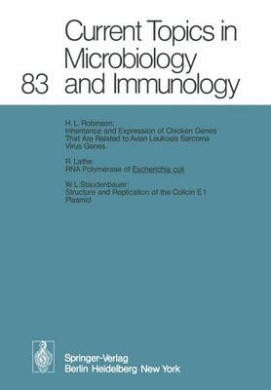 83
Current Topics in
Microbiology
and Immunology
H. L. Robinson:
Inheritance and Expression of Chicken Genes
That Are Related to Avian Leukosis Sarcoma
Virus Genes
R. Lathe:
RNA Polymerase of Escherichia coli
W. L. Staudenbauer:
Structure and Replication of the Colicin E1
Plasmid
Springer-Verlag
Berlin Heidelberg New York